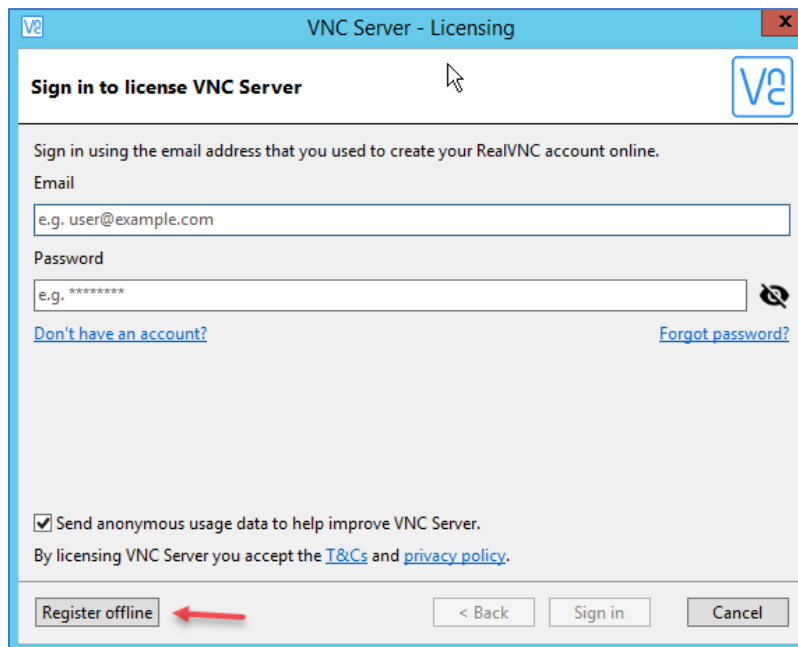 VNC Server - Licensing
x
Sign in to license VNC Server
Sign in using the email address that you used to create your RealVNC account online.
Email
e.g. user@example.com
Password
e.g. ********
Don't have an account?
Forgot password?
Send anonymous usage data to help improve VNC Server.
By licensing VNC Server you accept the T&Cs and privacy policy.
Register offline
< Back
Sign in
Cancel